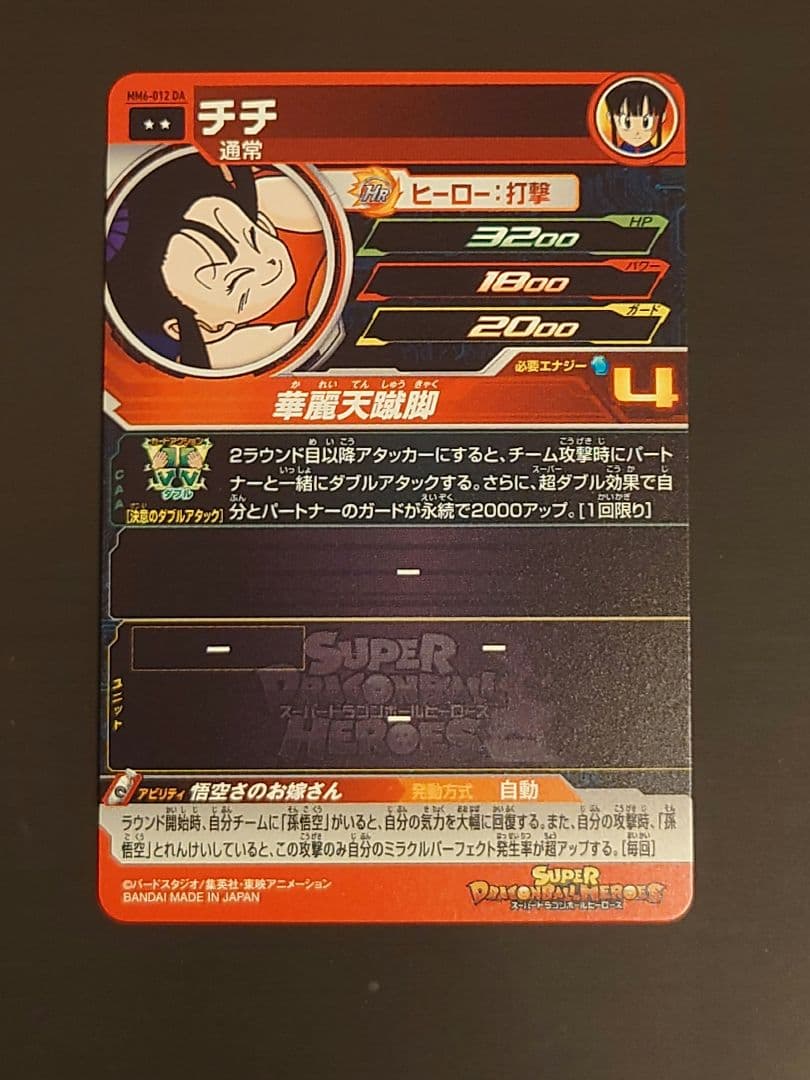 MM6-012 DA
★★
チチ
通常
HR ヒーロー:打撃
HP
3200
パワー
1800
ガード
2000
必要エナジー 4
か れい てん しゅう きゃく
華麗天蹴脚
カードアクション
ダブル
CAA
[決意のダブルアタック]
2ラウンド目以降アタッカーにすると、チーム攻撃時にパート
ナーと一緒にダブルアタックする。さらに、超ダブル効果で自
分とパートナーのガードが永続で2000アップ。[1回限り]
ー
ユニット
ー
ー
ー
SUPER
DRAGONBALL
スーパードラゴンボールヒーローズ
HEROES
アビリティ 悟空さのお嫁さん 発動方式 自動
ラウンド開始時、自分チームに「孫悟空」がいると、自分の気力を大幅に回復する。また、自分の攻撃時、「孫
悟空」とれんけいしていると、この攻撃のみ自分のミラクルパーフェクト発生率が超アップする。[毎回]
©バードスタジオ/集英社・東映アニメーション
BANDAI MADE IN JAPAN
SUPER
DRAGONBALL HEROES
スーパードラゴンボールヒーローズ